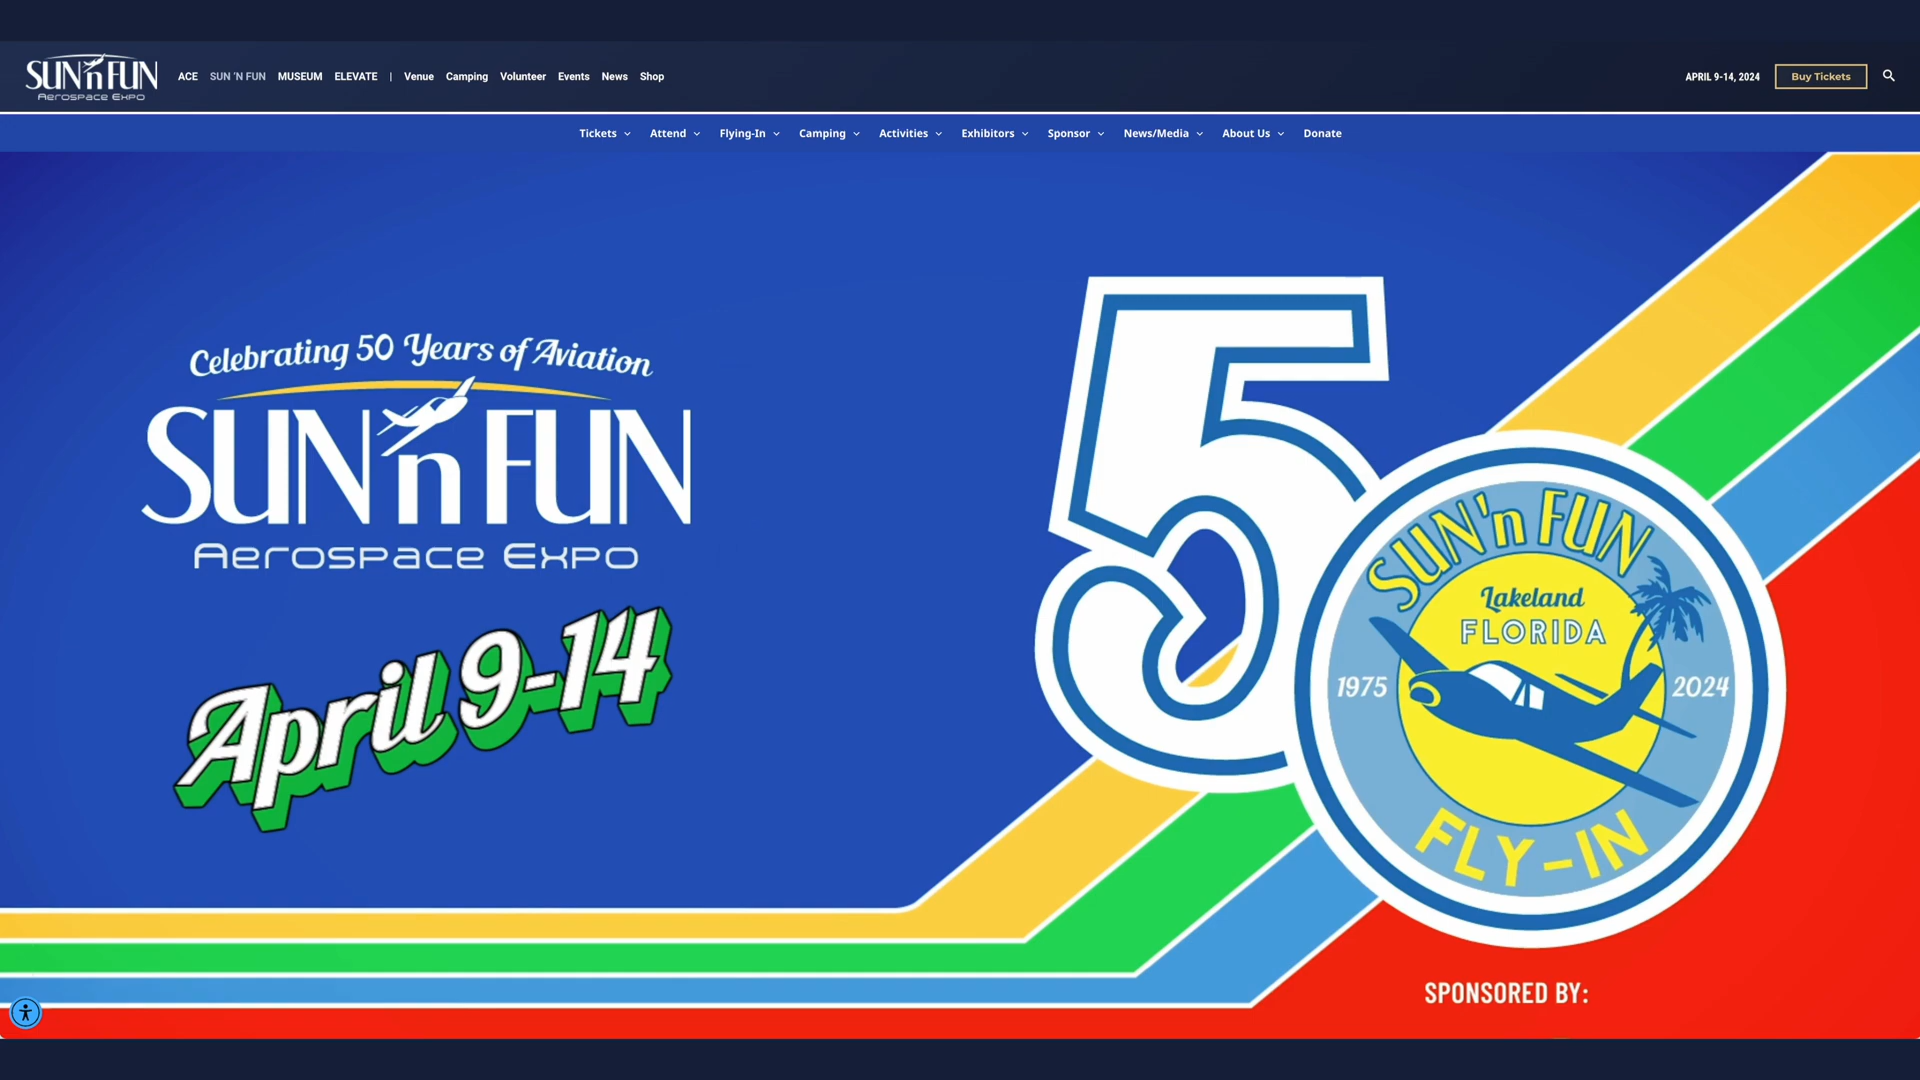 SUN 'n FUN
Aerospace Expo
ACE SUN 'N FUN MUSEUM ELEVATE | Venue Camping Volunteer Events News Shop
APRIL 9-14, 2024 Buy Tickets
Tickets Attend Flying-In Camping Activities Exhibitors Sponsor News/Media About Us Donate
Celebrating 50 Years of Aviation
SUN 'n FUN
Aerospace Expo
April 9-14
50
SUN 'n FUN
Lakeland
FLORIDA
1975 2024
FLY-IN
SPONSORED BY: